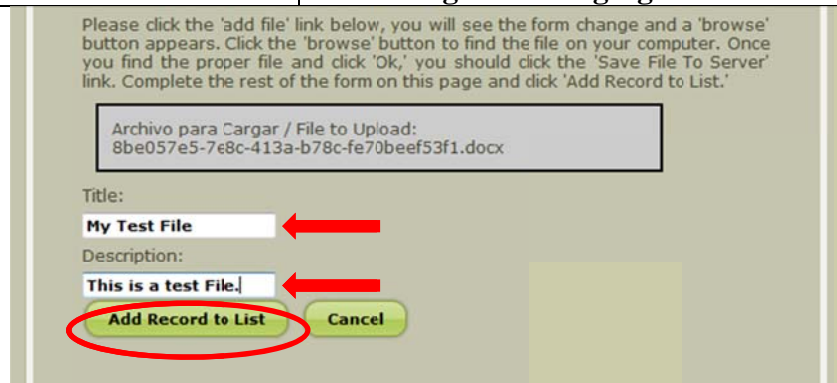 Please click the 'add file' link below, you will see the form change and a 'browse'
button appears. Click the 'browse' button to find the file on your computer. Once
you find the proper file and click 'Ok,' you should click the 'Save File To Server'
link. Complete the rest of the form on this page and click 'Add Record to List.'
Archivo para Cargar / File to Upload:
8be057e5-7e8c-413a-b78c-fe70beef53f1.docx
Title:
My Test File
Description:
This is a test File.
Add Record to List Cancel